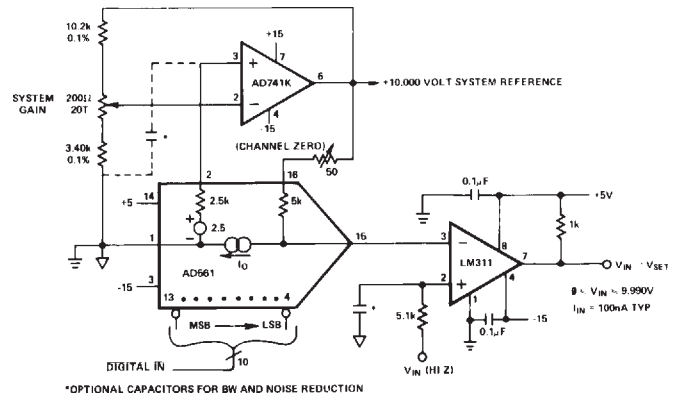 10.2k
0.1%
+15
3
7
+
AD741K
6
+10.000 VOLT SYSTEM REFERENCE
2
−
4
-15
SYSTEM
GAIN
200Ω
20T
*
(CHANNEL ZERO)
50
3.40k
0.1%
2
16
14
+5
2.5k
5k
+
2.5
−
1
IO
15
AD561
3
-15
13
4
MSB
LSB
10
DIGITAL IN
0.1µF
+5V
1k
3
−
8
LM311
7
2
+
1
4
*
5.1k
0.1µF
-15
VIN (HI Z)
VIN VSET
VIN 9.990V
IIN = 100nA TYP
*OPTIONAL CAPACITORS FOR BW AND NOISE REDUCTION